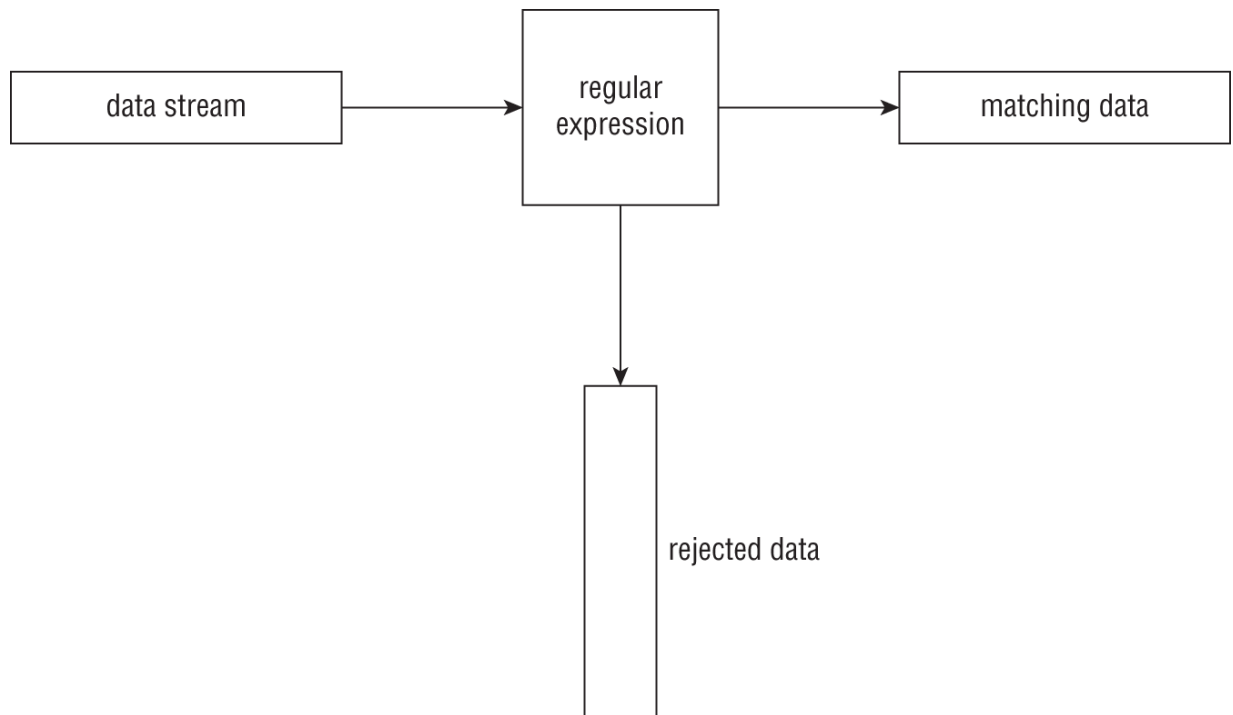 data stream
regular
expression
matching data
rejected data